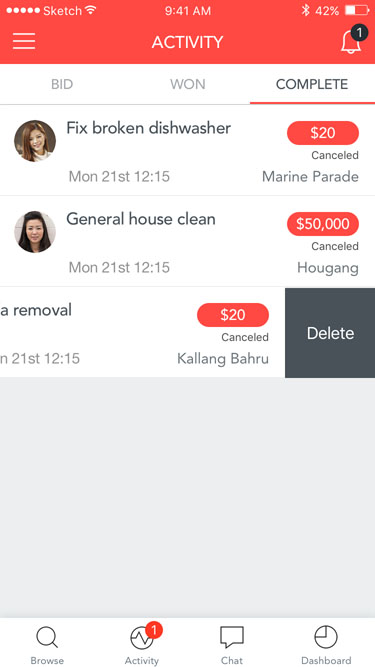 Sketch 9:41 AM 42%
ACTIVITY 1
BID WON COMPLETE
Fix broken dishwasher $20
Canceled
Mon 21st 12:15 Marine Parade
General house clean $50,000
Canceled
Mon 21st 12:15 Hougang
a removal $20
Canceled
Delete
n 21st 12:15 Kallang Bahru
1
Browse Activity Chat Dashboard